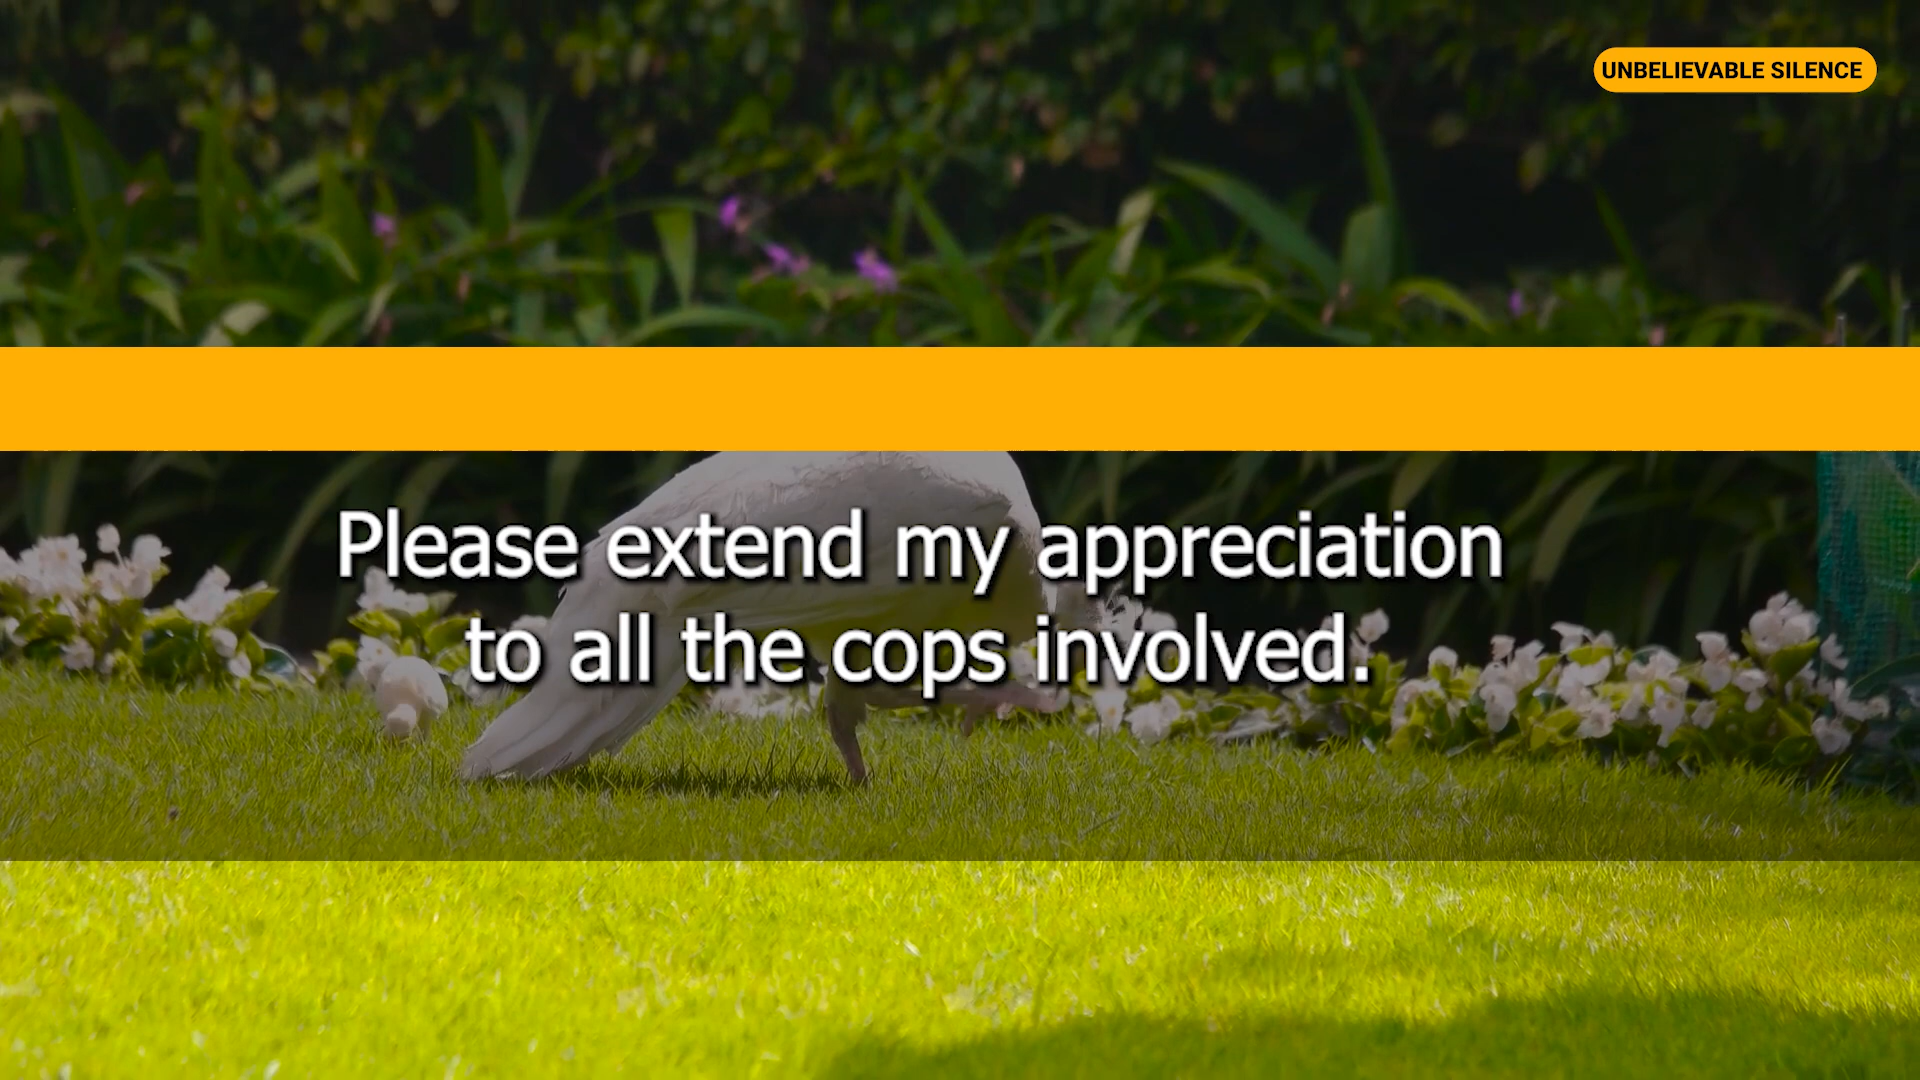 UNBELIEVABLE SILENCE
Please extend my appreciation
to all the cops involved.